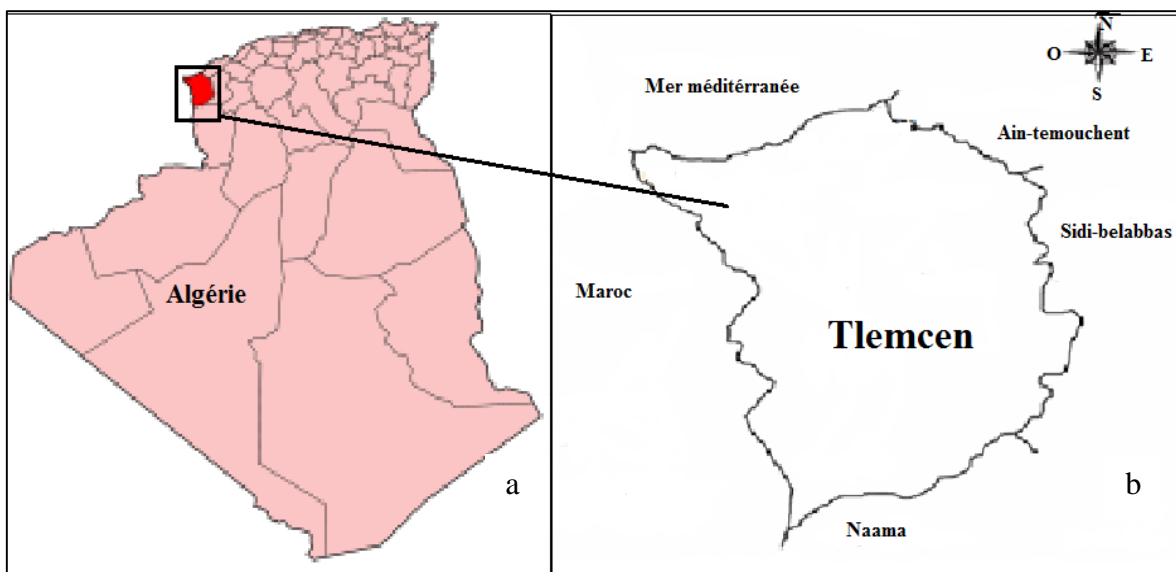 Algérie
a
N
O
E
S
Mer méditérranée
Ain-temouchent
Sidi-belabbas
Maroc
Tlemcen
Naama
b